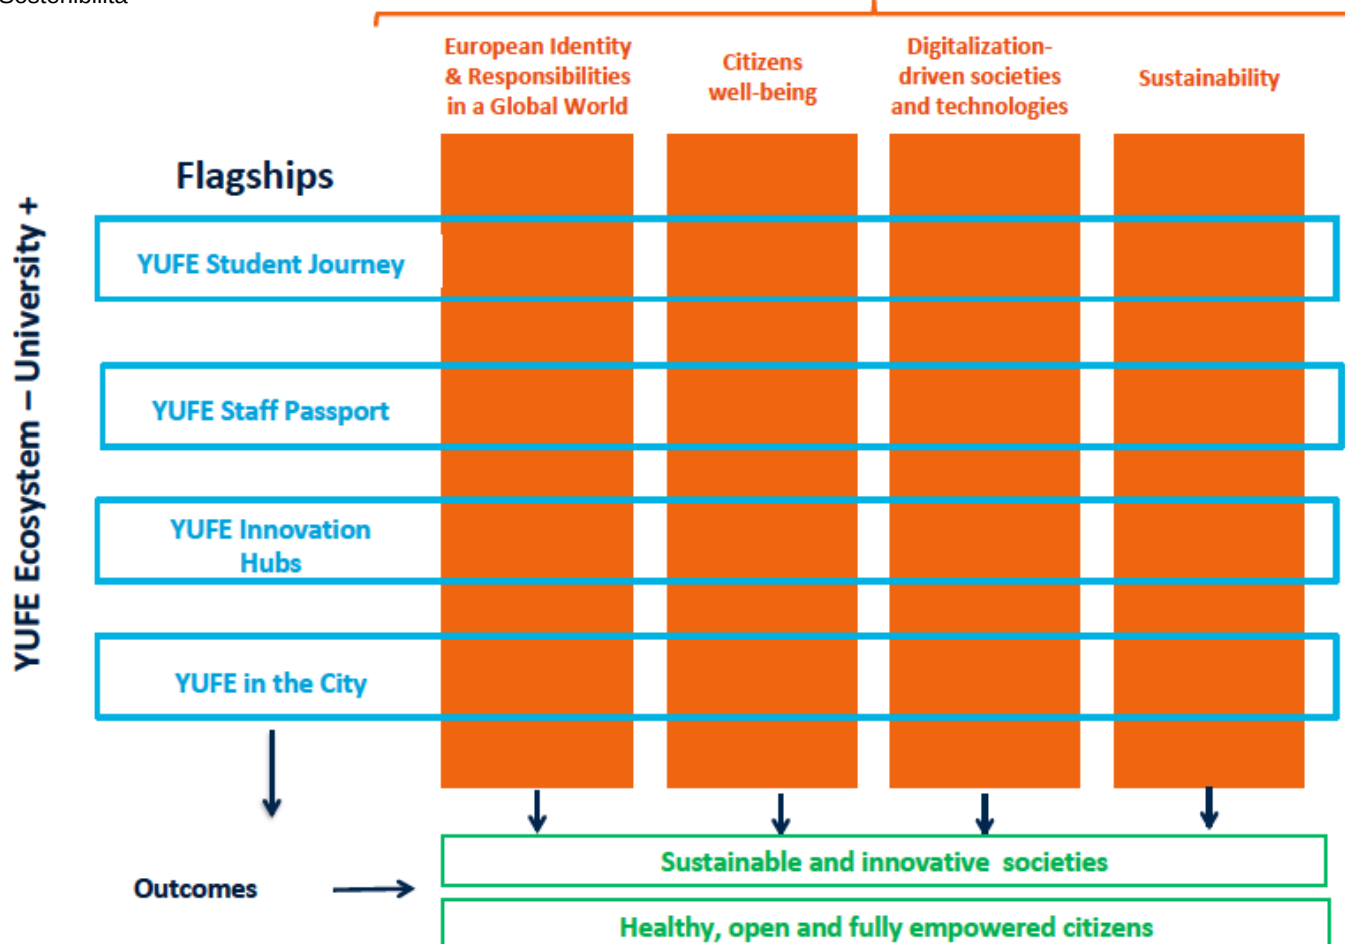 Sostenibilità
European Identity
& Responsibilities
in a Global World
Citizens
well-being
Digitalization-
driven societies
and technologies
Sustainability
Flagships
YUFE Ecosystem – University +
YUFE Student Journey
YUFE Staff Passport
YUFE Innovation
Hubs
YUFE in the City
Outcomes
Sustainable and innovative  societies
Healthy, open and fully empowered citizens